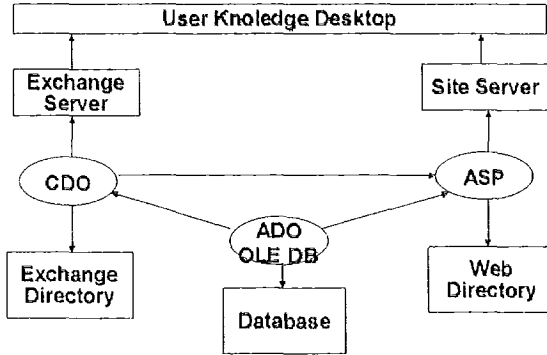 User Knoledge Desktop
Exchange
Server
Site Server
CDO
ASP
ADO
OLE DB
Exchange
Directory
Web
Directory
Database